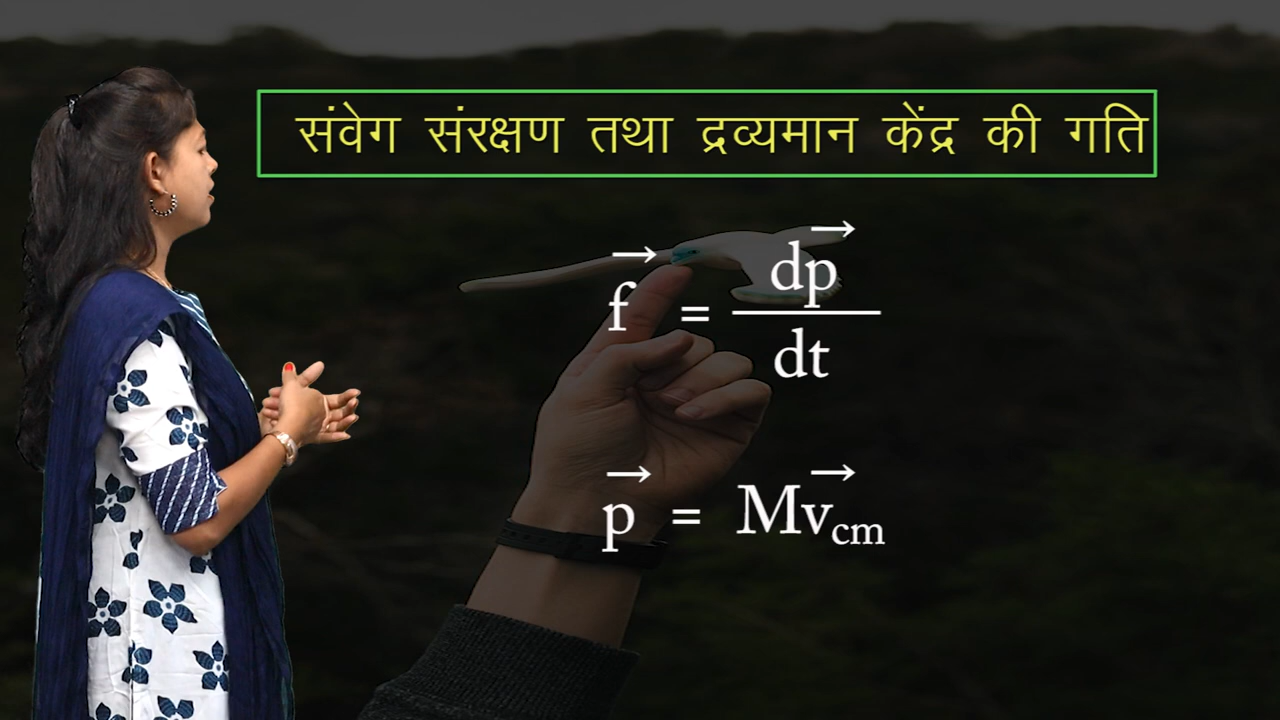 संवेग संरक्षण तथा द्रव्यमान केंद्र की गति
f⃗ = dp⃗/dt
p⃗ = Mv⃗cm